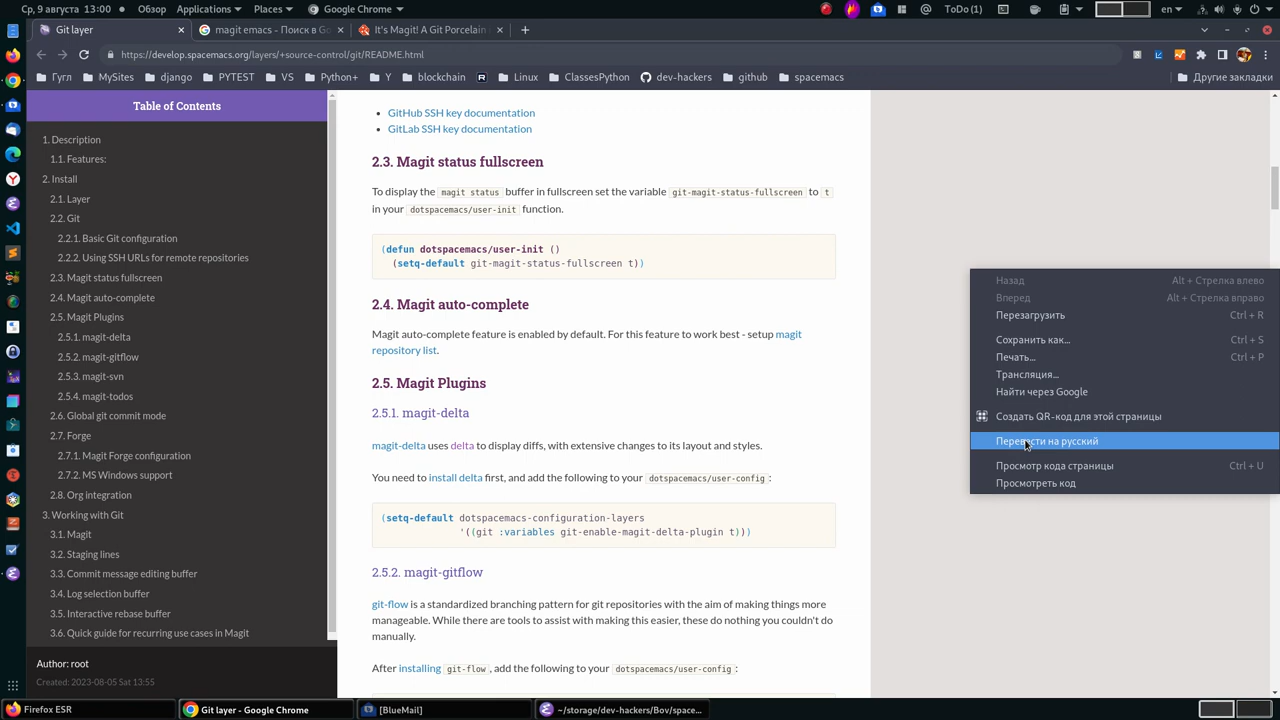 Ср, 9 августа 13:00
Обзор
Applications
Places
Google Chrome
ToDo (1)
en
Git layer
magit emacs - Поиск в Go
It's Magit! A Git Porcelain
https://develop.spacemacs.org/layers/+source-control/git/README.html
Гугл
MySites
django
PYTEST
VS
Python+
Y
blockchain
Linux
ClassesPython
dev-hackers
github
spacemacs
Другие закладки
Table of Contents
1. Description
1.1. Features:
2. Install
2.1. Layer
2.2. Git
2.2.1. Basic Git configuration
2.2.2. Using SSH URLs for remote repositories
2.3. Magit status fullscreen
2.4. Magit auto-complete
2.5. Magit Plugins
2.5.1. magit-delta
2.5.2. magit-gitflow
2.5.3. magit-svn
2.5.4. magit-todos
2.6. Global git commit mode
2.7. Forge
2.7.1. Magit Forge configuration
2.7.2. MS Windows support
2.8. Org integration
3. Working with Git
3.1. Magit
3.2. Staging lines
3.3. Commit message editing buffer
3.4. Log selection buffer
3.5. Interactive rebase buffer
3.6. Quick guide for recurring use cases in Magit
Author: root
Created: 2023-08-05 Sat 13:55
GitHub SSH key documentation
GitLab SSH key documentation
2.3. Magit status fullscreen
To display the magit status buffer in fullscreen set the variable git-magit-status-fullscreen to t
in your dotspacemacs/user-init function.
(defun dotspacemacs/user-init ()
(setq-default git-magit-status-fullscreen t))
2.4. Magit auto-complete
Magit auto-complete feature is enabled by default. For this feature to work best - setup magit
repository list.
2.5. Magit Plugins
2.5.1. magit-delta
magit-delta uses delta to display diffs, with extensive changes to its layout and styles.
You need to install delta first, and add the following to your dotspacemacs/user-config :
(setq-default dotspacemacs-configuration-layers
'((git :variables git-enable-magit-delta-plugin t)))
2.5.2. magit-gitflow
git-flow is a standardized branching pattern for git repositories with the aim of making things more
manageable. While there are tools to assist with making this easier, these do nothing you couldn't do
manually.
After installing git-flow , add the following to your dotspacemacs/user-config :
Назад Alt + Стрелка влево
Вперед Alt + Стрелка вправо
Перезагрузить Ctrl + R
Сохранить как... Ctrl + S
Печать... Ctrl + P
Трансляция...
Найти через Google
Создать QR-код для этой страницы
Перевести на русский
Просмотр кода страницы Ctrl + U
Просмотреть код
Firefox ESR
Git layer - Google Chrome
[BlueMail]
~/storage/dev-hackers/Bov/space...